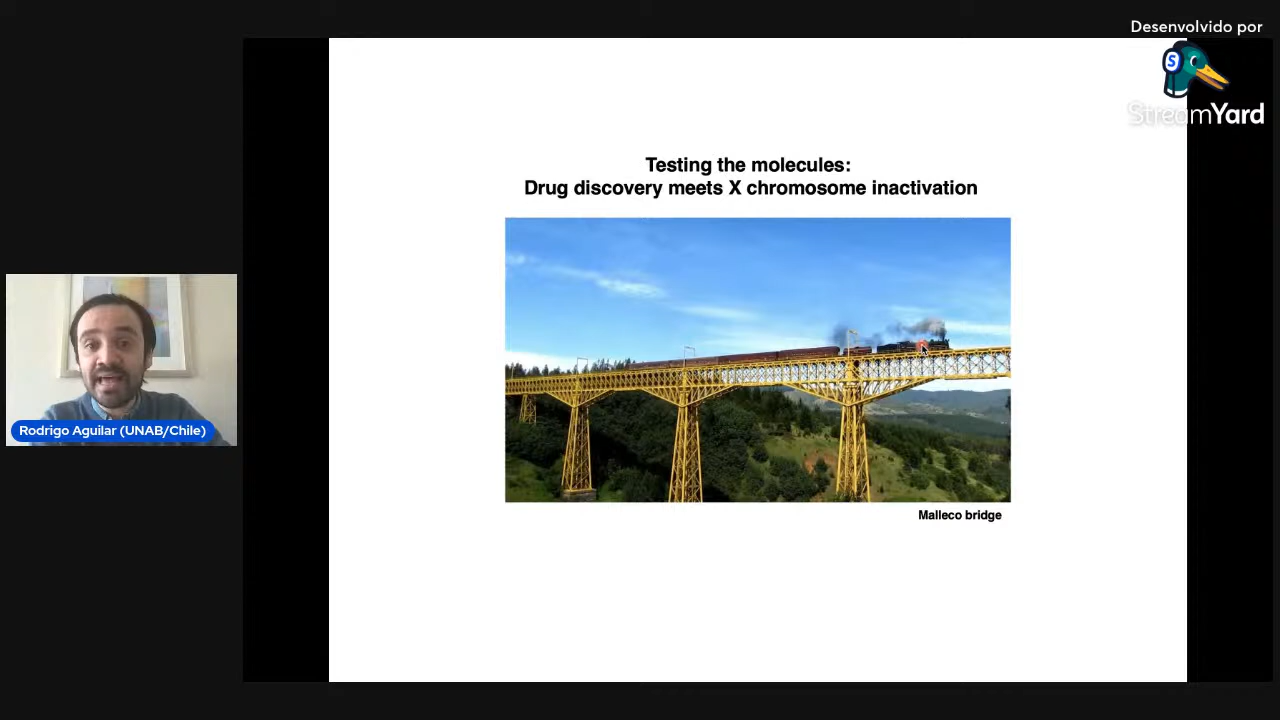 Desenvolvido por
S
StreamYard
Testing the molecules:
Drug discovery meets X chromosome inactivation
Rodrigo Aguilar (UNAB/Chile)
Malleco bridge